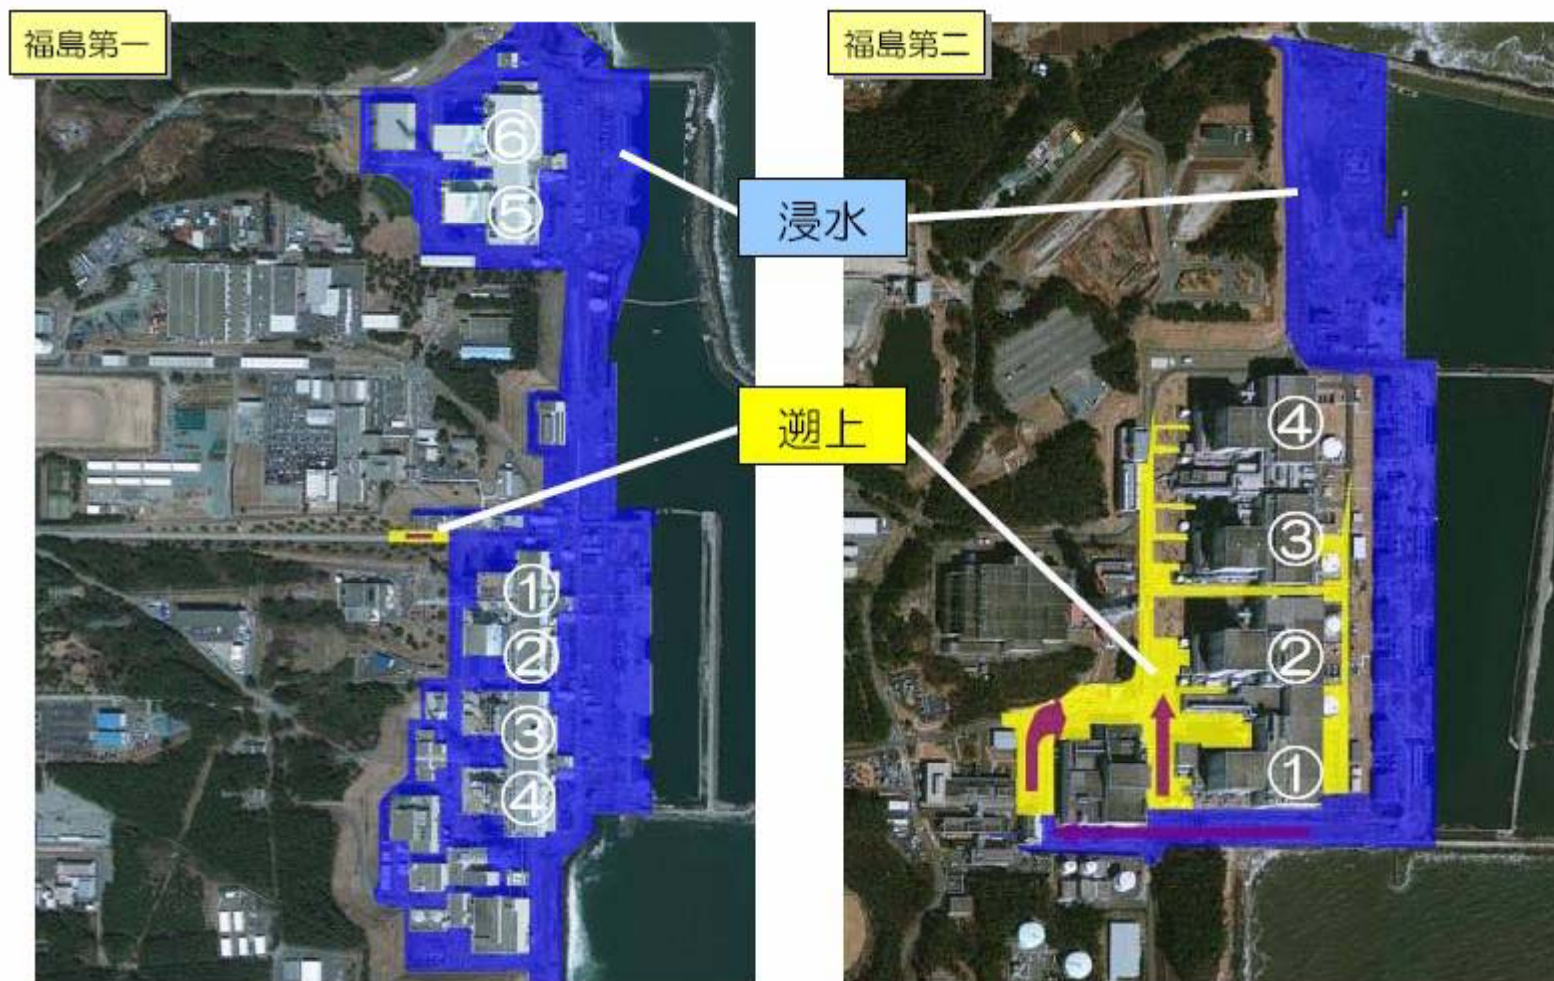 福島第一
福島第二
浸水
遡上
⑥
⑤
①
②
③
④
④
③
②
①